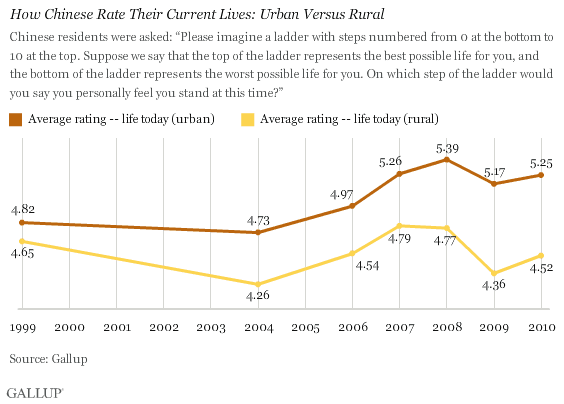 How Chinese Rate Their Current Lives: Urban Versus Rural
Chinese residents were asked: “Please imagine a ladder with steps numbered from 0 at the bottom to
10 at the top. Suppose we say that the top of the ladder represents the best possible life for you, and
the bottom of the ladder represents the worst possible life for you. On which step of the ladder would
you say you personally feel you stand at this time?”
Average rating -- life today (urban) Average rating -- life today (rural)
4.82 4.73 4.97 5.26 5.39 5.17 5.25
4.65 4.26 4.54 4.79 4.77 4.36 4.52
1999 2000 2001 2002 2003 2004 2005 2006 2007 2008 2009 2010
Source: Gallup
GALLUP®